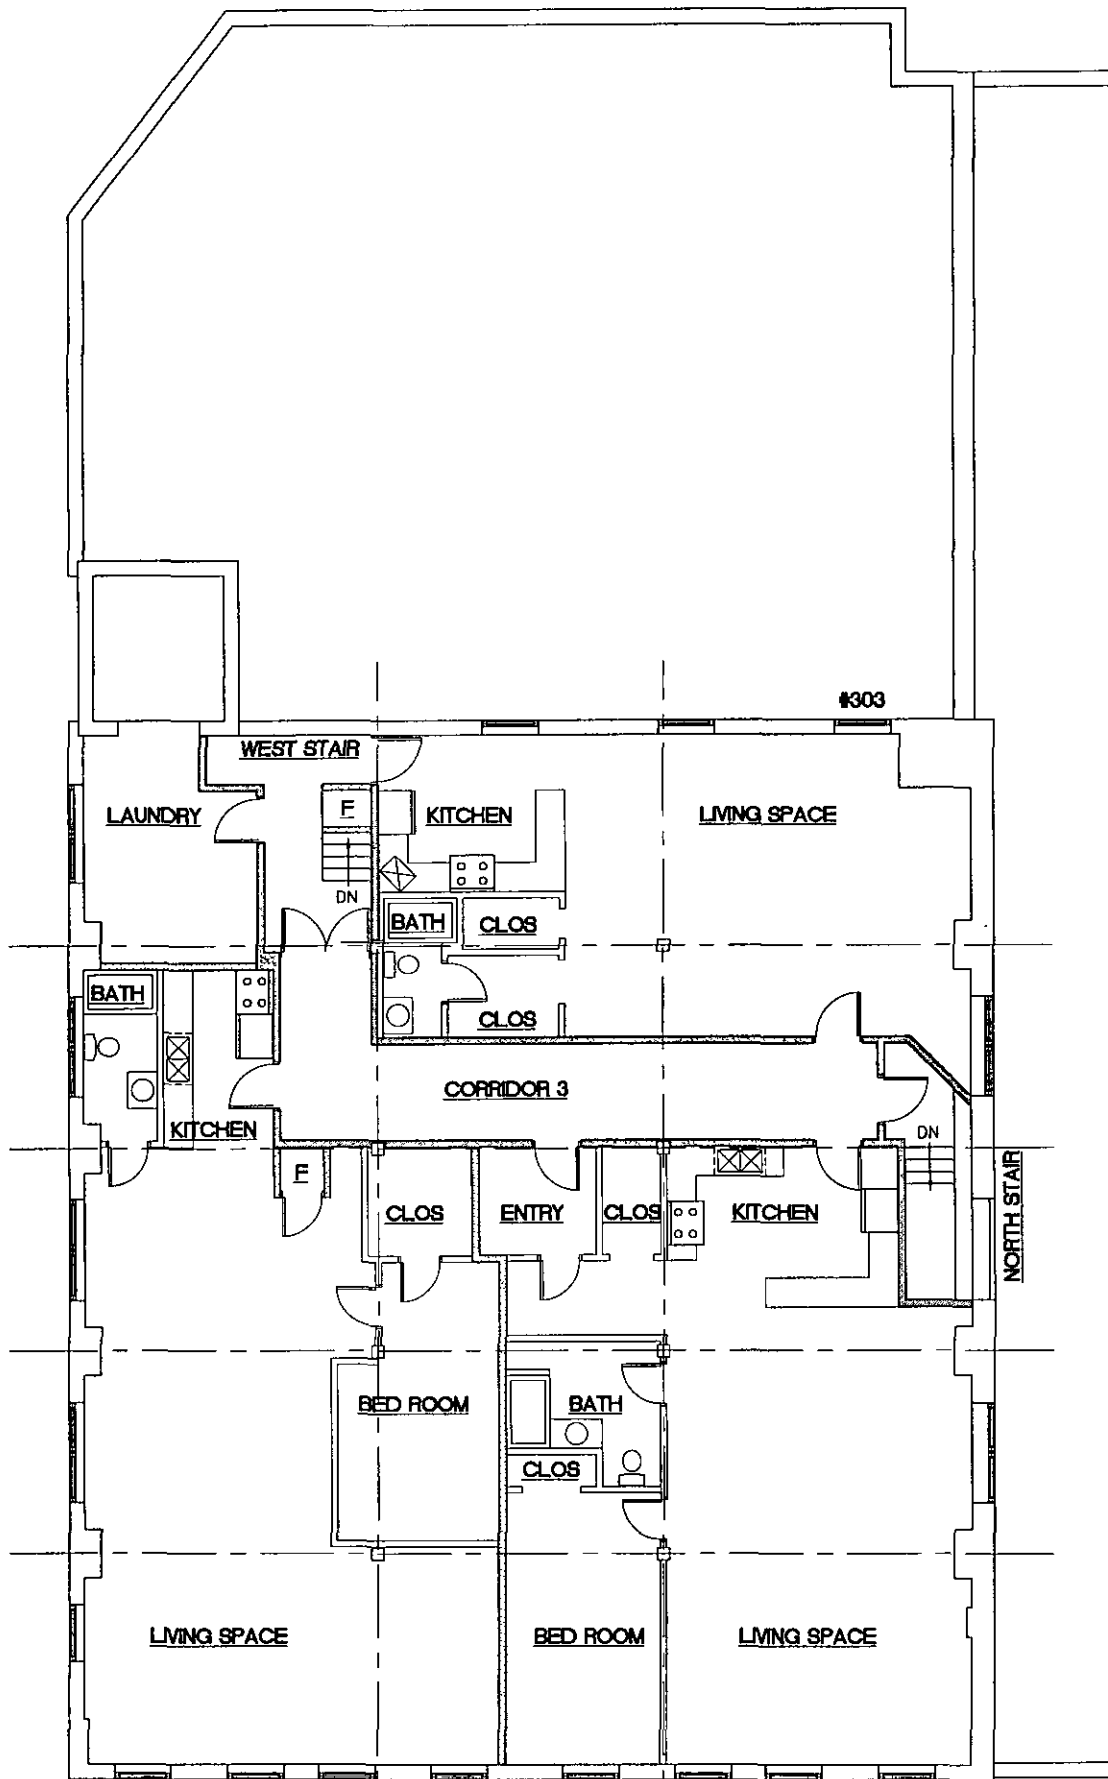 #303
WEST STAIR
LAUNDRY
F
KITCHEN
LIVING SPACE
DN
BATH
CLOS
BATH
CLOS
CORRIDOR 3
KITCHEN
DN
F
CLOS
ENTRY
CLOS
KITCHEN
NORTH STAIR
BED ROOM
BATH
CLOS
LIVING SPACE
BED ROOM
LIVING SPACE